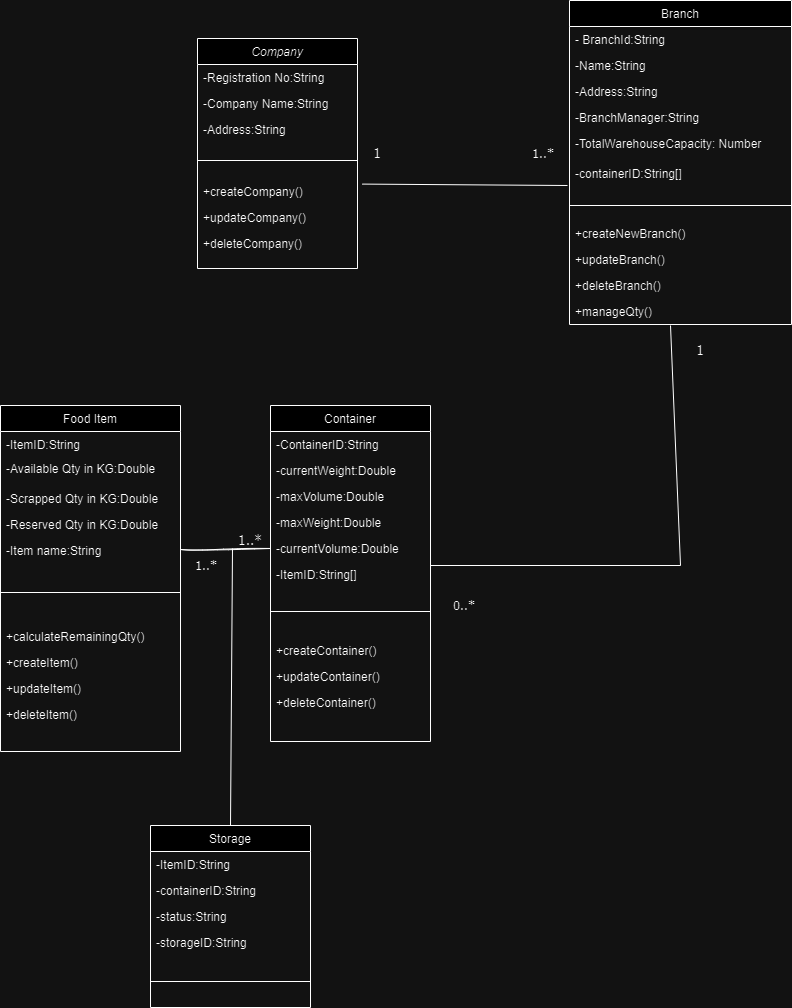 Company
-Registration No:String
-Company Name:String
-Address:String
+createCompany()
+updateCompany()
+deleteCompany()
1
1..*
Branch
- BranchId:String
-Name:String
-Address:String
-BranchManager:String
-TotalWarehouseCapacity: Number
-containerID:String[]
+createNewBranch()
+updateBranch()
+deleteBranch()
+manageQty()
1
Food Item
-ItemID:String
-Available Qty in KG:Double
-Scrapped Qty in KG:Double
-Reserved Qty in KG:Double
-Item name:String
+calculateRemainingQty()
+createItem()
+updateItem()
+deleteItem()
1..*
1..*
Container
-ContainerID:String
-currentWeight:Double
-maxVolume:Double
-maxWeight:Double
-currentVolume:Double
-ItemID:String[]
+createContainer()
+updateContainer()
+deleteContainer()
0..*
Storage
-ItemID:String
-containerID:String
-status:String
-storageID:String